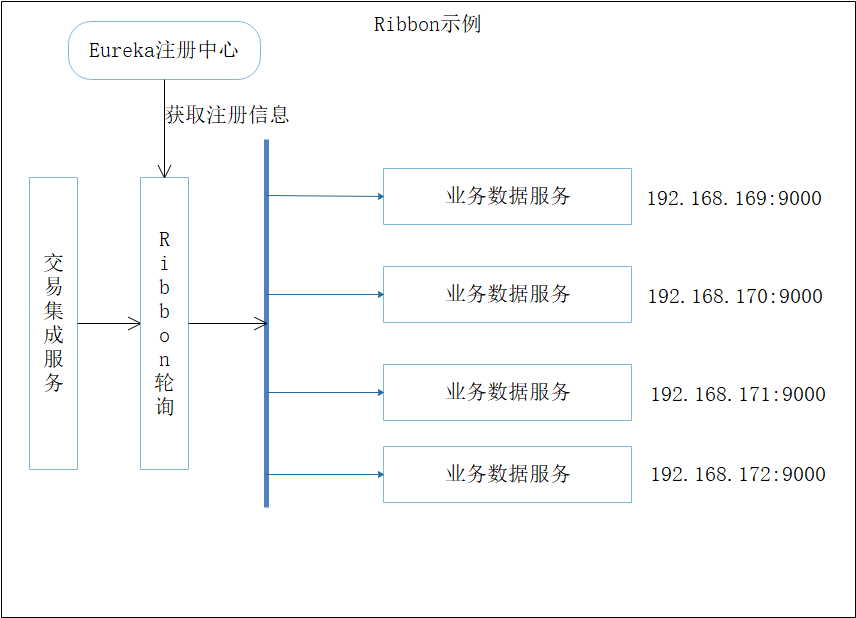 Ribbon示例
Eureka注册中心
获取注册信息
交易集成服务
Ribbon轮询
业务数据服务
192.168.169:9000
业务数据服务
192.168.170:9000
业务数据服务
192.168.171:9000
业务数据服务
192.168.172:9000